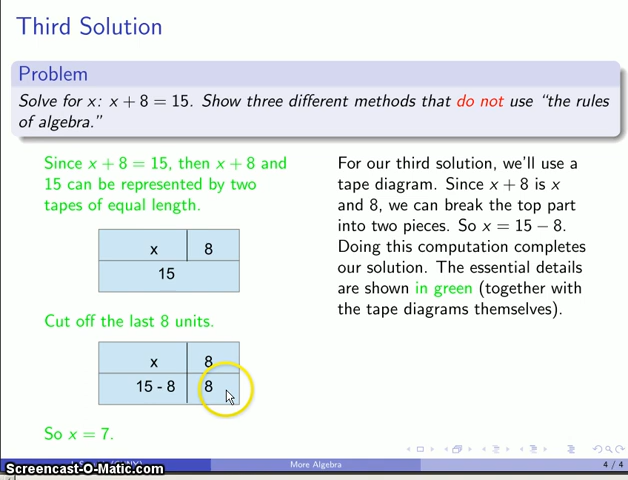 Third Solution
Problem
Solve for x: x + 8 = 15. Show three different methods that do not use “the rules
of algebra.”
Since x + 8 = 15, then x + 8 and
15 can be represented by two
tapes of equal length.
x 8
15
Cut off the last 8 units.
x 8
15 - 8 8
So x = 7.
For our third solution, we’ll use a
tape diagram. Since x + 8 is x
and 8, we can break the top part
into two pieces. So x = 15 − 8.
Doing this computation completes
our solution. The essential details
are shown in green (together with
the tape diagrams themselves).
More Algebra
4 / 4
Screencast-O-Matic.com